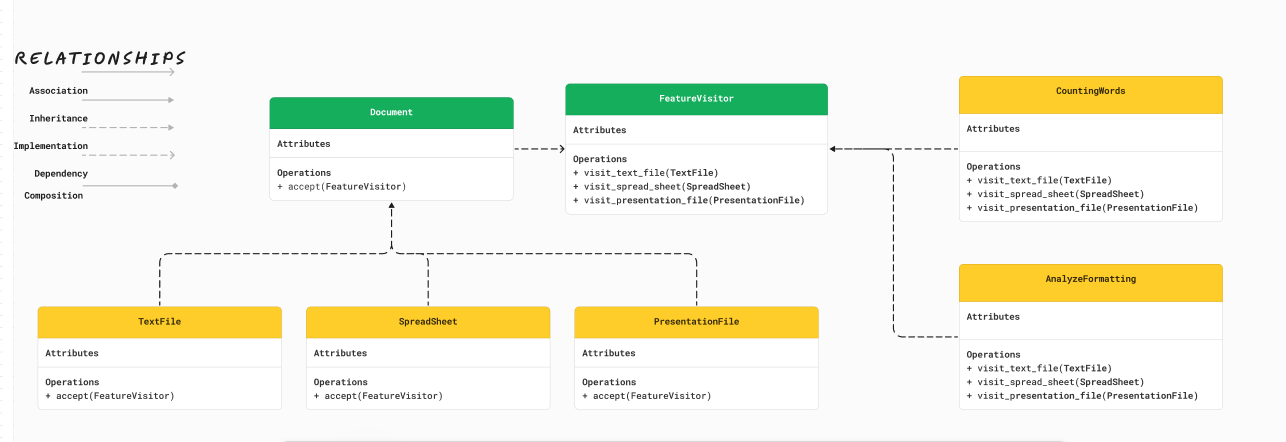 RELATIONSHIPS
Association
Inheritance
Implementation
Dependency
Composition
Document
Attributes
Operations
+ accept(FeatureVisitor)
FeatureVisitor
Attributes
Operations
+ visit_text_file(TextFile)
+ visit_spread_sheet(SpreadSheet)
+ visit_presentation_file(PresentationFile)
CountingWords
Attributes
Operations
+ visit_text_file(TextFile)
+ visit_spread_sheet(SpreadSheet)
+ visit_presentation_file(PresentationFile)
AnalyzeFormatting
Attributes
Operations
+ visit_text_file(TextFile)
+ visit_spread_sheet(SpreadSheet)
+ visit_presentation_file(PresentationFile)
TextFile
Attributes
Operations
+ accept(FeatureVisitor)
SpreadSheet
Attributes
Operations
+ accept(FeatureVisitor)
PresentationFile
Attributes
Operations
+ accept(FeatureVisitor)